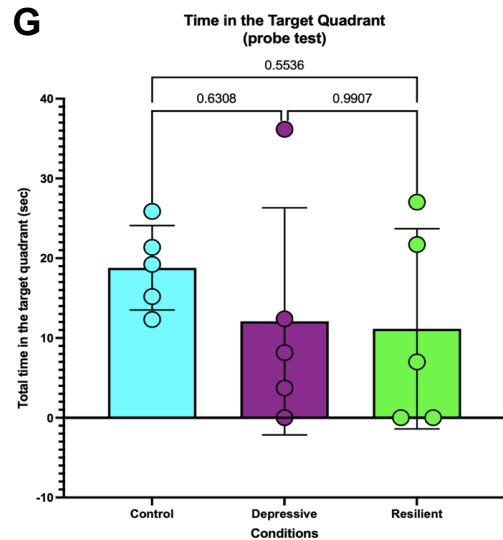 G
Time in the Target Quadrant
(probe test)
0.5536
0.6308
0.9907
40
30
20
10
0
-10
Total time in the target quadrant (sec)
Control
Depressive
Resilient
Conditions